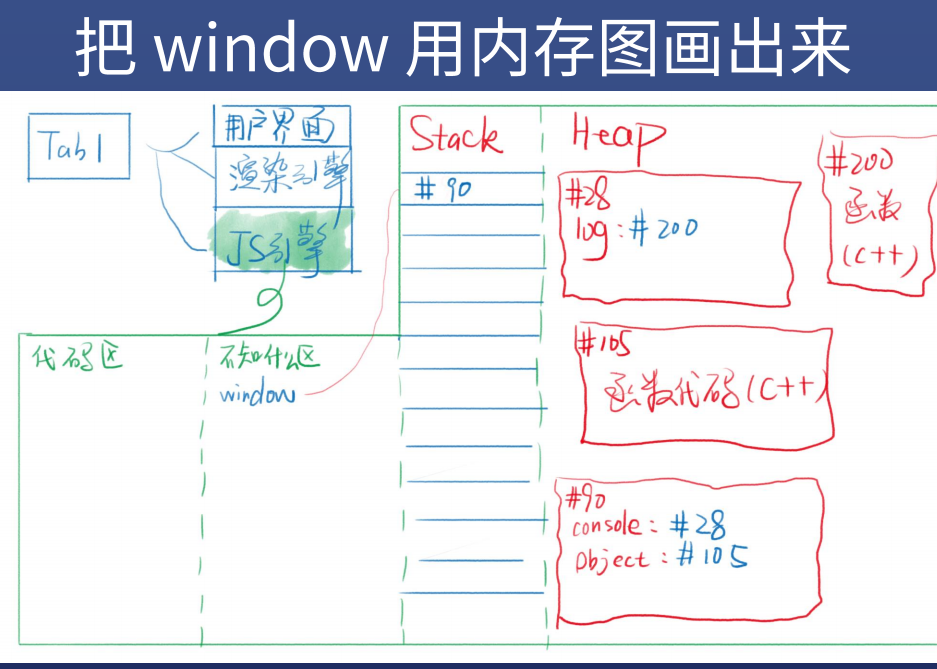 把 window 用内存图画出来
Tab1
用户界面
渲染引擎
JS引擎
代码区
不知什么区
window
Stack
#90
Heap
#28
log:#200
#200
函数
(C++)
#105
函数代码(C++)
#90
console:#28
Object:#105